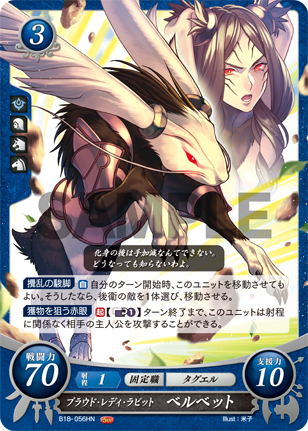 3
SAMPLE
化身の後は手加減なんてできない。
どうなっても知らないわよ。
撹乱の駿脚 自 自分のターン開始時、このユニットを移動させても
よい。そうしたなら、後衛の敵を1体選び、移動させる。
獲物を狙う赤眼 起 【1】 ターン終了まで、このユニットは射程
に関係なく相手の主人公を攻撃することができる。
戦闘力
70
射程 1
固定職
タグエル
支援力
10
プラウド・レディ・ラビット ベルベット
B18-056HN
Illust:米子